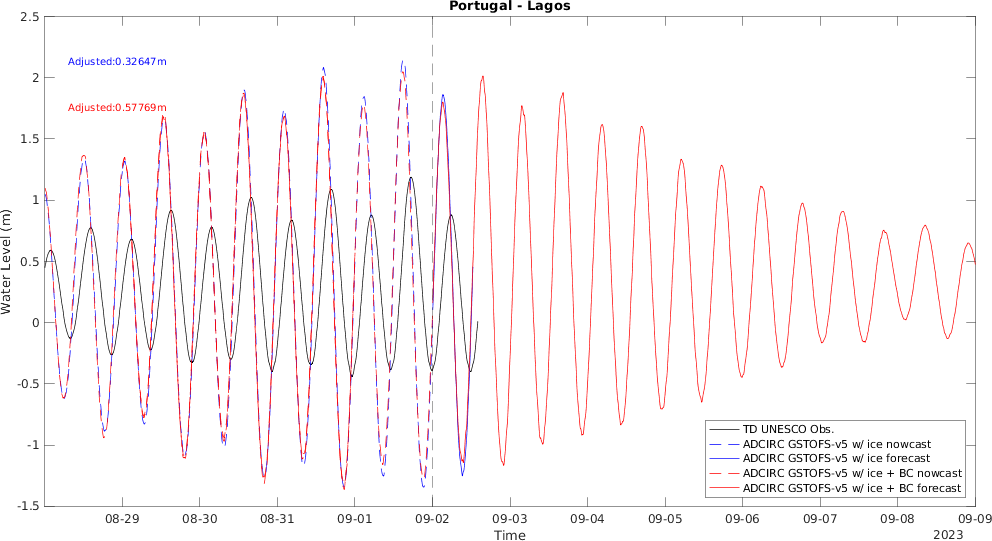 Portugal - Lagos
Adjusted:0.32647m
Adjusted:0.57769m
Water Level (m)
2.5
2
1.5
1
0.5
0
-0.5
-1
-1.5
08-29
08-30
08-31
09-01
09-02
09-03
09-04
09-05
09-06
09-07
09-08
09-09
Time
2023
TD UNESCO Obs.
ADCIRC GSTOFS-v5 w/ ice nowcast
ADCIRC GSTOFS-v5 w/ ice forecast
ADCIRC GSTOFS-v5 w/ ice + BC nowcast
ADCIRC GSTOFS-v5 w/ ice + BC forecast